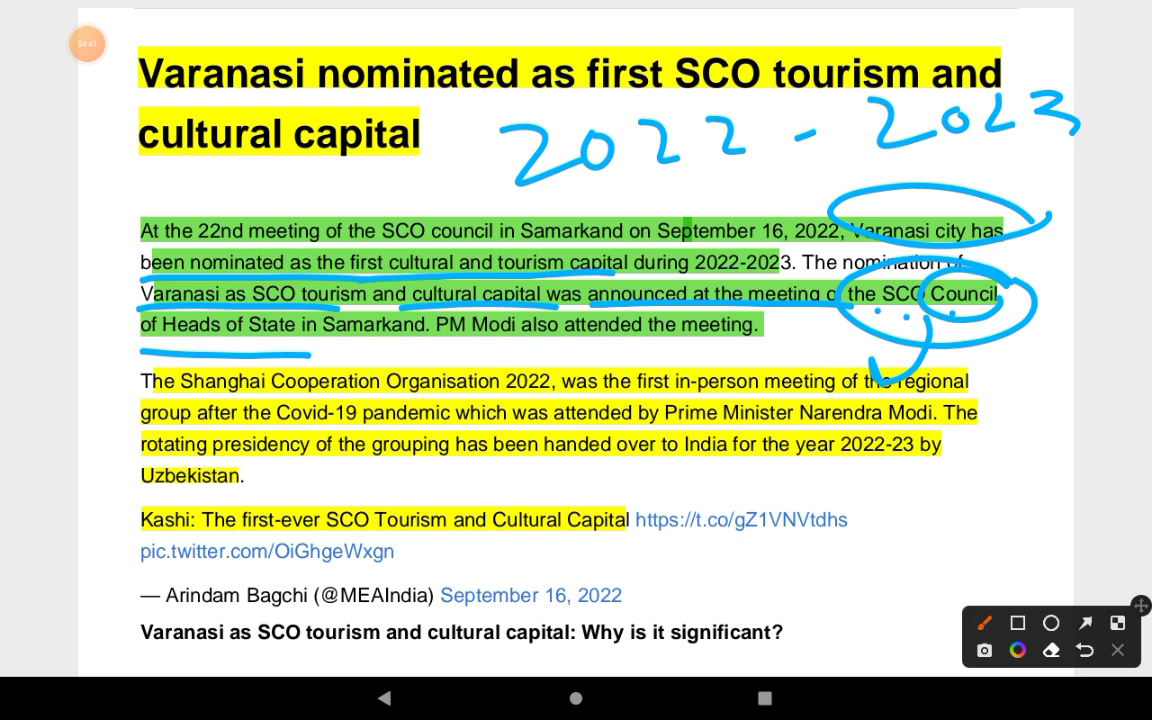 54:41
Varanasi nominated as first SCO tourism and
cultural capital
2022 - 2023
At the 22nd meeting of the SCO council in Samarkand on September 16, 2022, Varanasi city has
been nominated as the first cultural and tourism capital during 2022-2023. The nomination of
Varanasi as SCO tourism and cultural capital was announced at the meeting of the SCO Council
of Heads of State in Samarkand. PM Modi also attended the meeting.
The Shanghai Cooperation Organisation 2022, was the first in-person meeting of the regional
group after the Covid-19 pandemic which was attended by Prime Minister Narendra Modi. The
rotating presidency of the grouping has been handed over to India for the year 2022-23 by
Uzbekistan.
Kashi: The first-ever SCO Tourism and Cultural Capital https://t.co/gZ1VNVtdhs
pic.twitter.com/OiGhgeWxgn
— Arindam Bagchi (@MEAIndia) September 16, 2022
Varanasi as SCO tourism and cultural capital: Why is it significant?